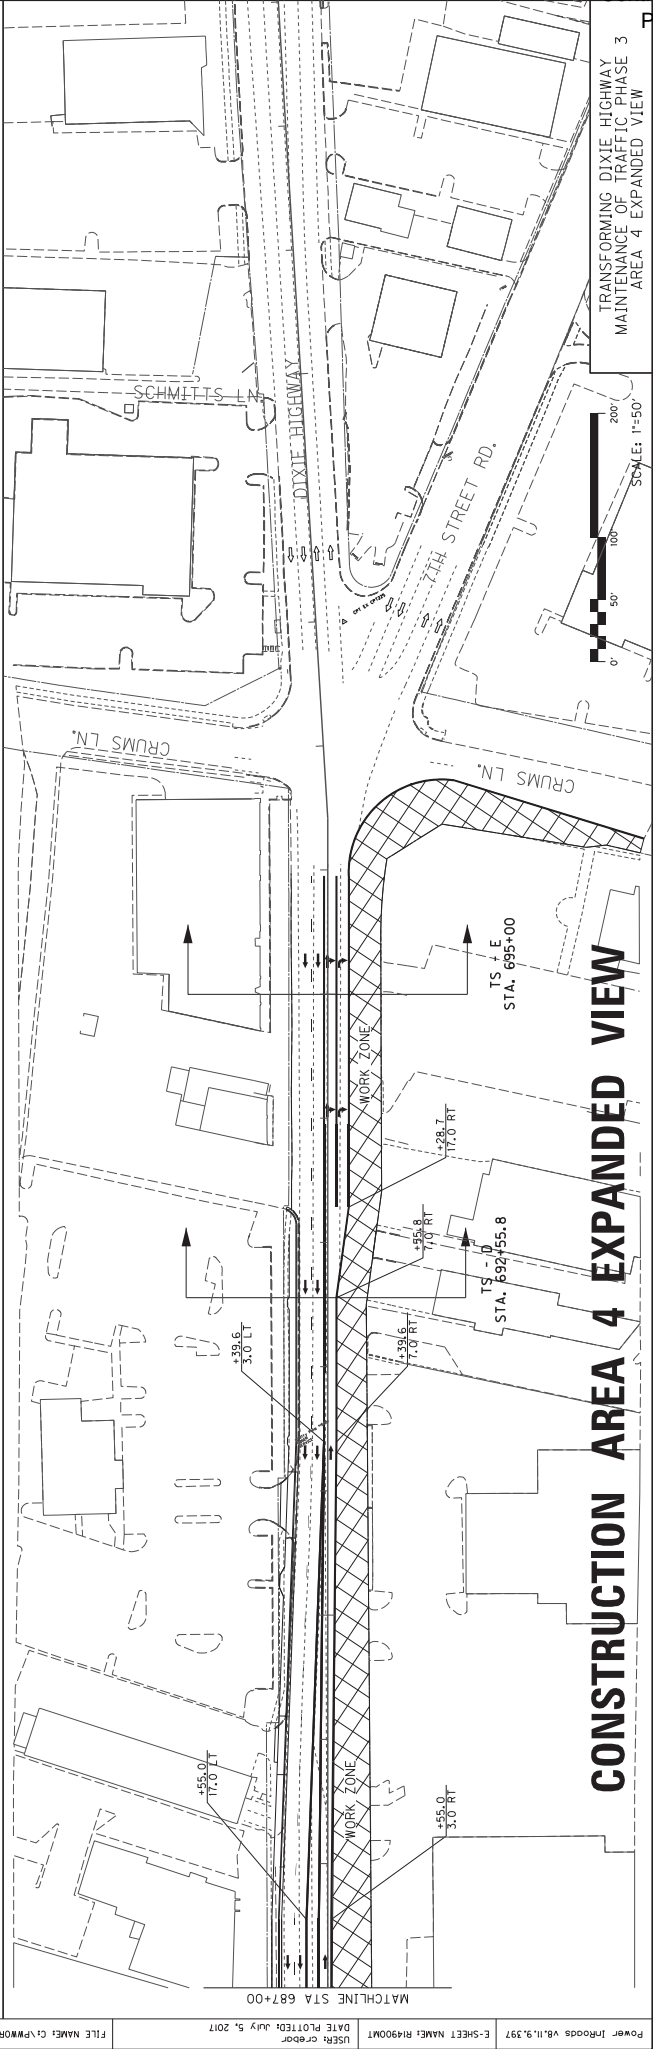 P
TRANSFORMING DIXIE HIGHWAY
MAINTENANCE OF TRAFFIC PHASE 3
AREA 4 EXPANDED VIEW
SCHMITTS LN.
DIXIE HIGHWAY
7TH STREET RD.
0'
50'
100'
200'
SCALE: 1"=50'
CRUMS LN.
CRUMS LN.
TS - E
STA. 695+00
WORK ZONE
+28.7
17.0 RT
+55.8
7.0 RT
TS - D
STA. 692+55.8
+39.6
3.0 LT
+39.6
7.0 RT
+55.0
17.0 LT
WORK ZONE
+55.0
3.0 RT
CONSTRUCTION AREA 4 EXPANDED VIEW
MATCHLINE STA 687+00
FILE NAME: C:\PWWOR
USER: crebar
DATE PLOTTED: July 5, 2017
E-SHEET NAME: R14900MT
Power InRoads v8.11.9.397